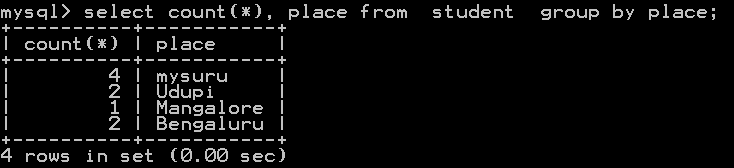 mysql> select count(*), place from  student  group by place;
+----------+-----------+
| count(*) | place     |
+----------+-----------+
|        4 | mysuru    |
|        2 | Udupi     |
|        1 | Mangalore |
|        2 | Bengaluru |
+----------+-----------+
4 rows in set (0.00 sec)